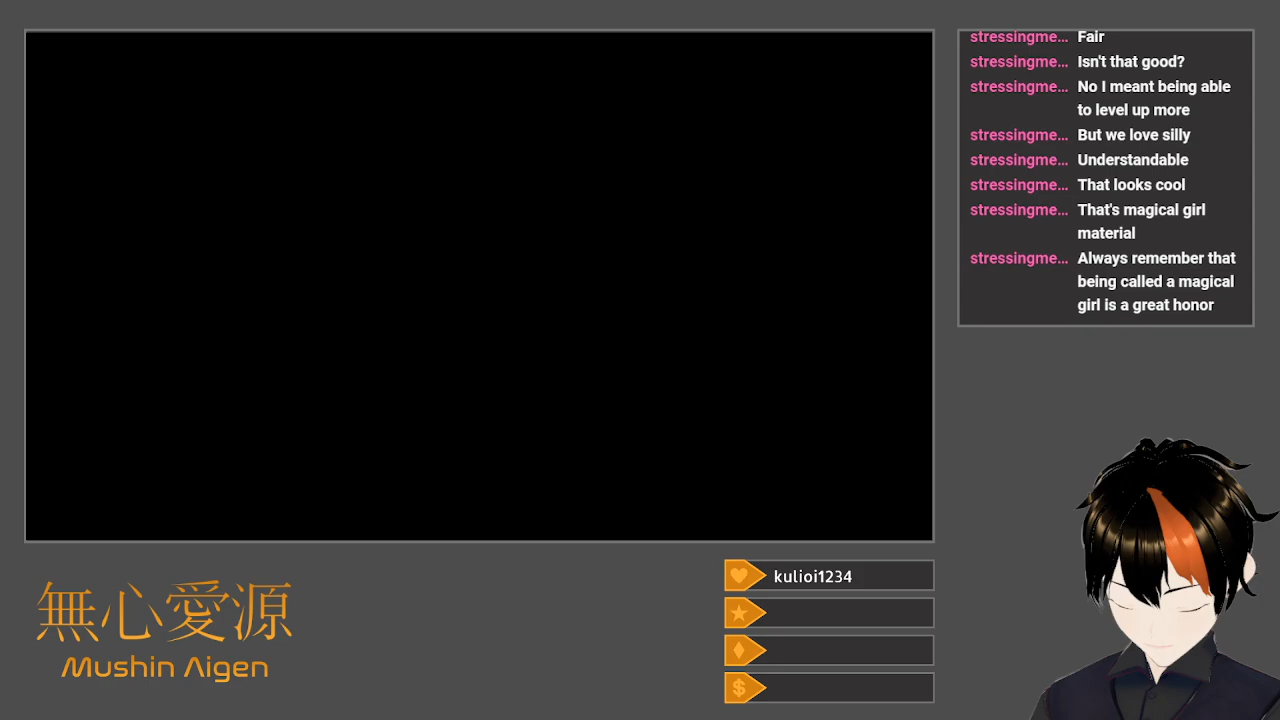 stressingme... Fair
stressingme... Isn't that good?
stressingme... No I meant being able
to level up more
stressingme... But we love silly
stressingme... Understandable
stressingme... That looks cool
stressingme... That's magical girl
material
stressingme... Always remember that
being called a magical
girl is a great honor
kulioi1234
無心愛源
Mushin Aigen
$